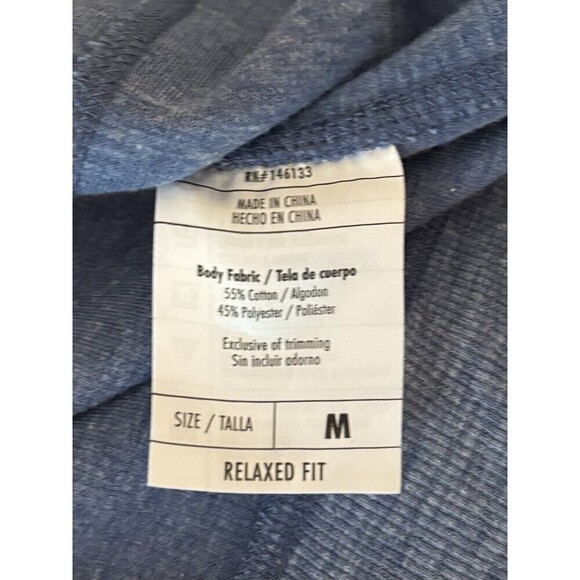 RN#146133
MADE IN CHINA
HECHO EN CHINA
Body Fabric / Tela de cuerpo
55% Cotton / Algodon
45% Polyester / Poliéster
Exclusive of trimming
Sin incluir adorno
SIZE / TALLA M
RELAXED FIT